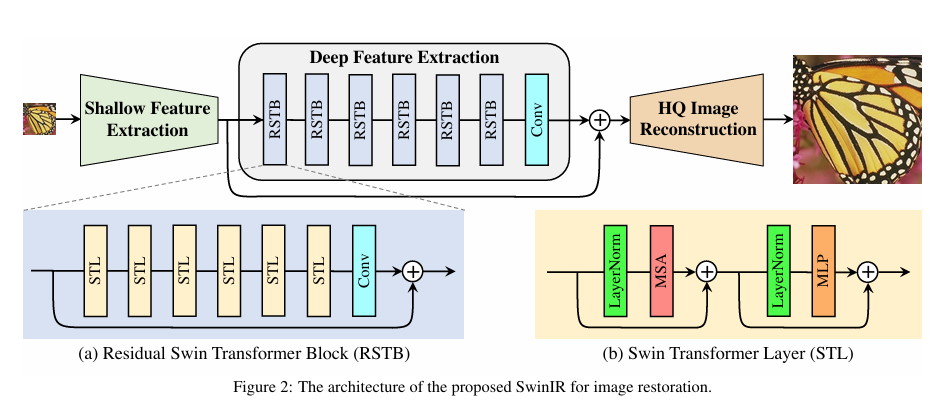 Deep Feature Extraction
Shallow Feature
Extraction
RSTB
RSTB
RSTB
RSTB
RSTB
RSTB
Conv
+
HQ Image
Reconstruction
STL
STL
STL
STL
STL
STL
Conv
+
LayerNorm
MSA
+
LayerNorm
MLP
+
(a) Residual Swin Transformer Block (RSTB)
(b) Swin Transformer Layer (STL)
Figure 2: The architecture of the proposed SwinIR for image restoration.